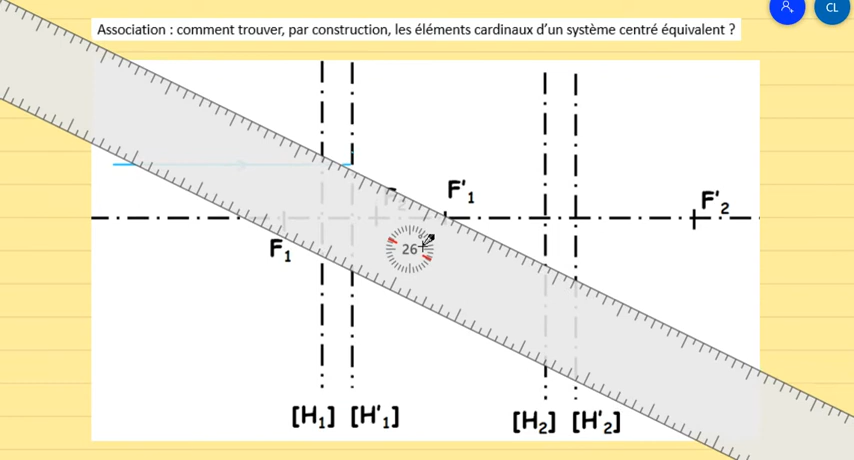 CL
Association : comment trouver, par construction, les éléments cardinaux d'un système centré équivalent ?
F'₁
F'₂
F₁
26
[H₁] [H'₁]
[H₂] [H'₂]